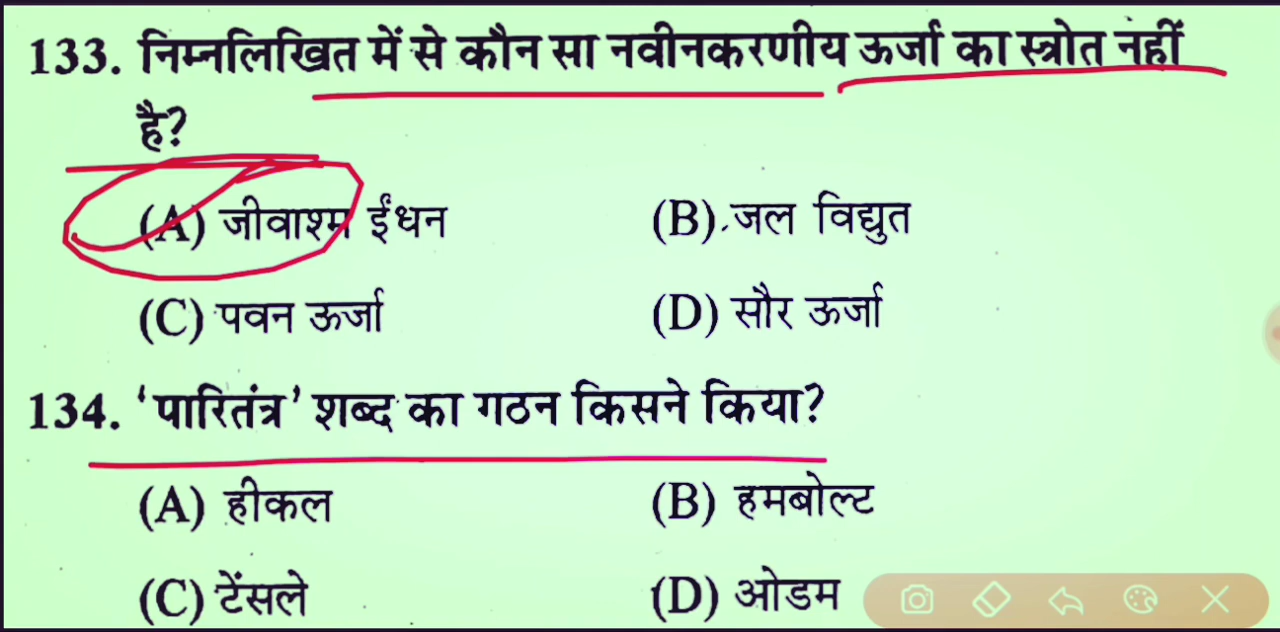 133. निम्नलिखित में से कौन सा नवीनकरणीय ऊर्जा का स्त्रोत नहीं
है?
(A) जीवाश्म ईंधन (B) जल विद्युत
(C) पवन ऊर्जा (D) सौर ऊर्जा
134. 'पारितंत्र' शब्द का गठन किसने किया?
(A) हीकल (B) हमबोल्ट
(C) टेंसले (D) ओडम